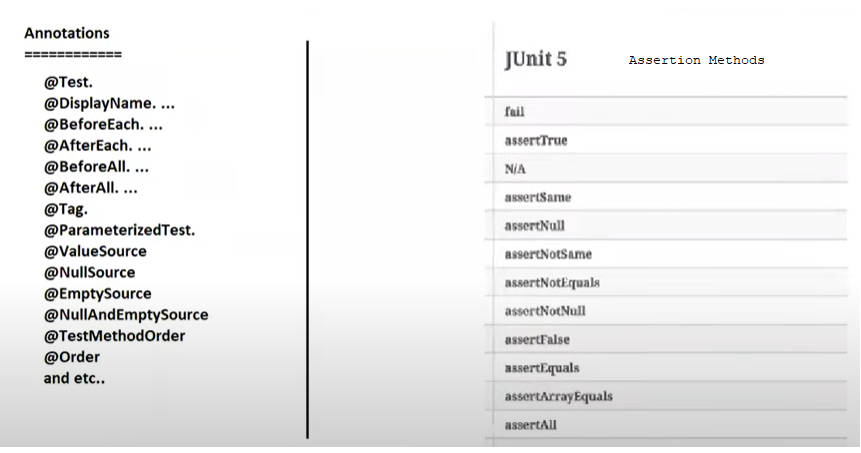 Annotations
============
@Test.
@DisplayName. ...
@BeforeEach. ...
@AfterEach. ...
@BeforeAll. ...
@AfterAll. ...
@Tag.
@ParameterizedTest.
@ValueSource
@NullSource
@EmptySource
@NullAndEmptySource
@TestMethodOrder
@Order
and etc..
JUnit 5 Assertion Methods
fail
assertTrue
N/A
assertSame
assertNull
assertNotSame
assertNotEquals
assertNotNull
assertFalse
assertEquals
assertArrayEquals
assertAll